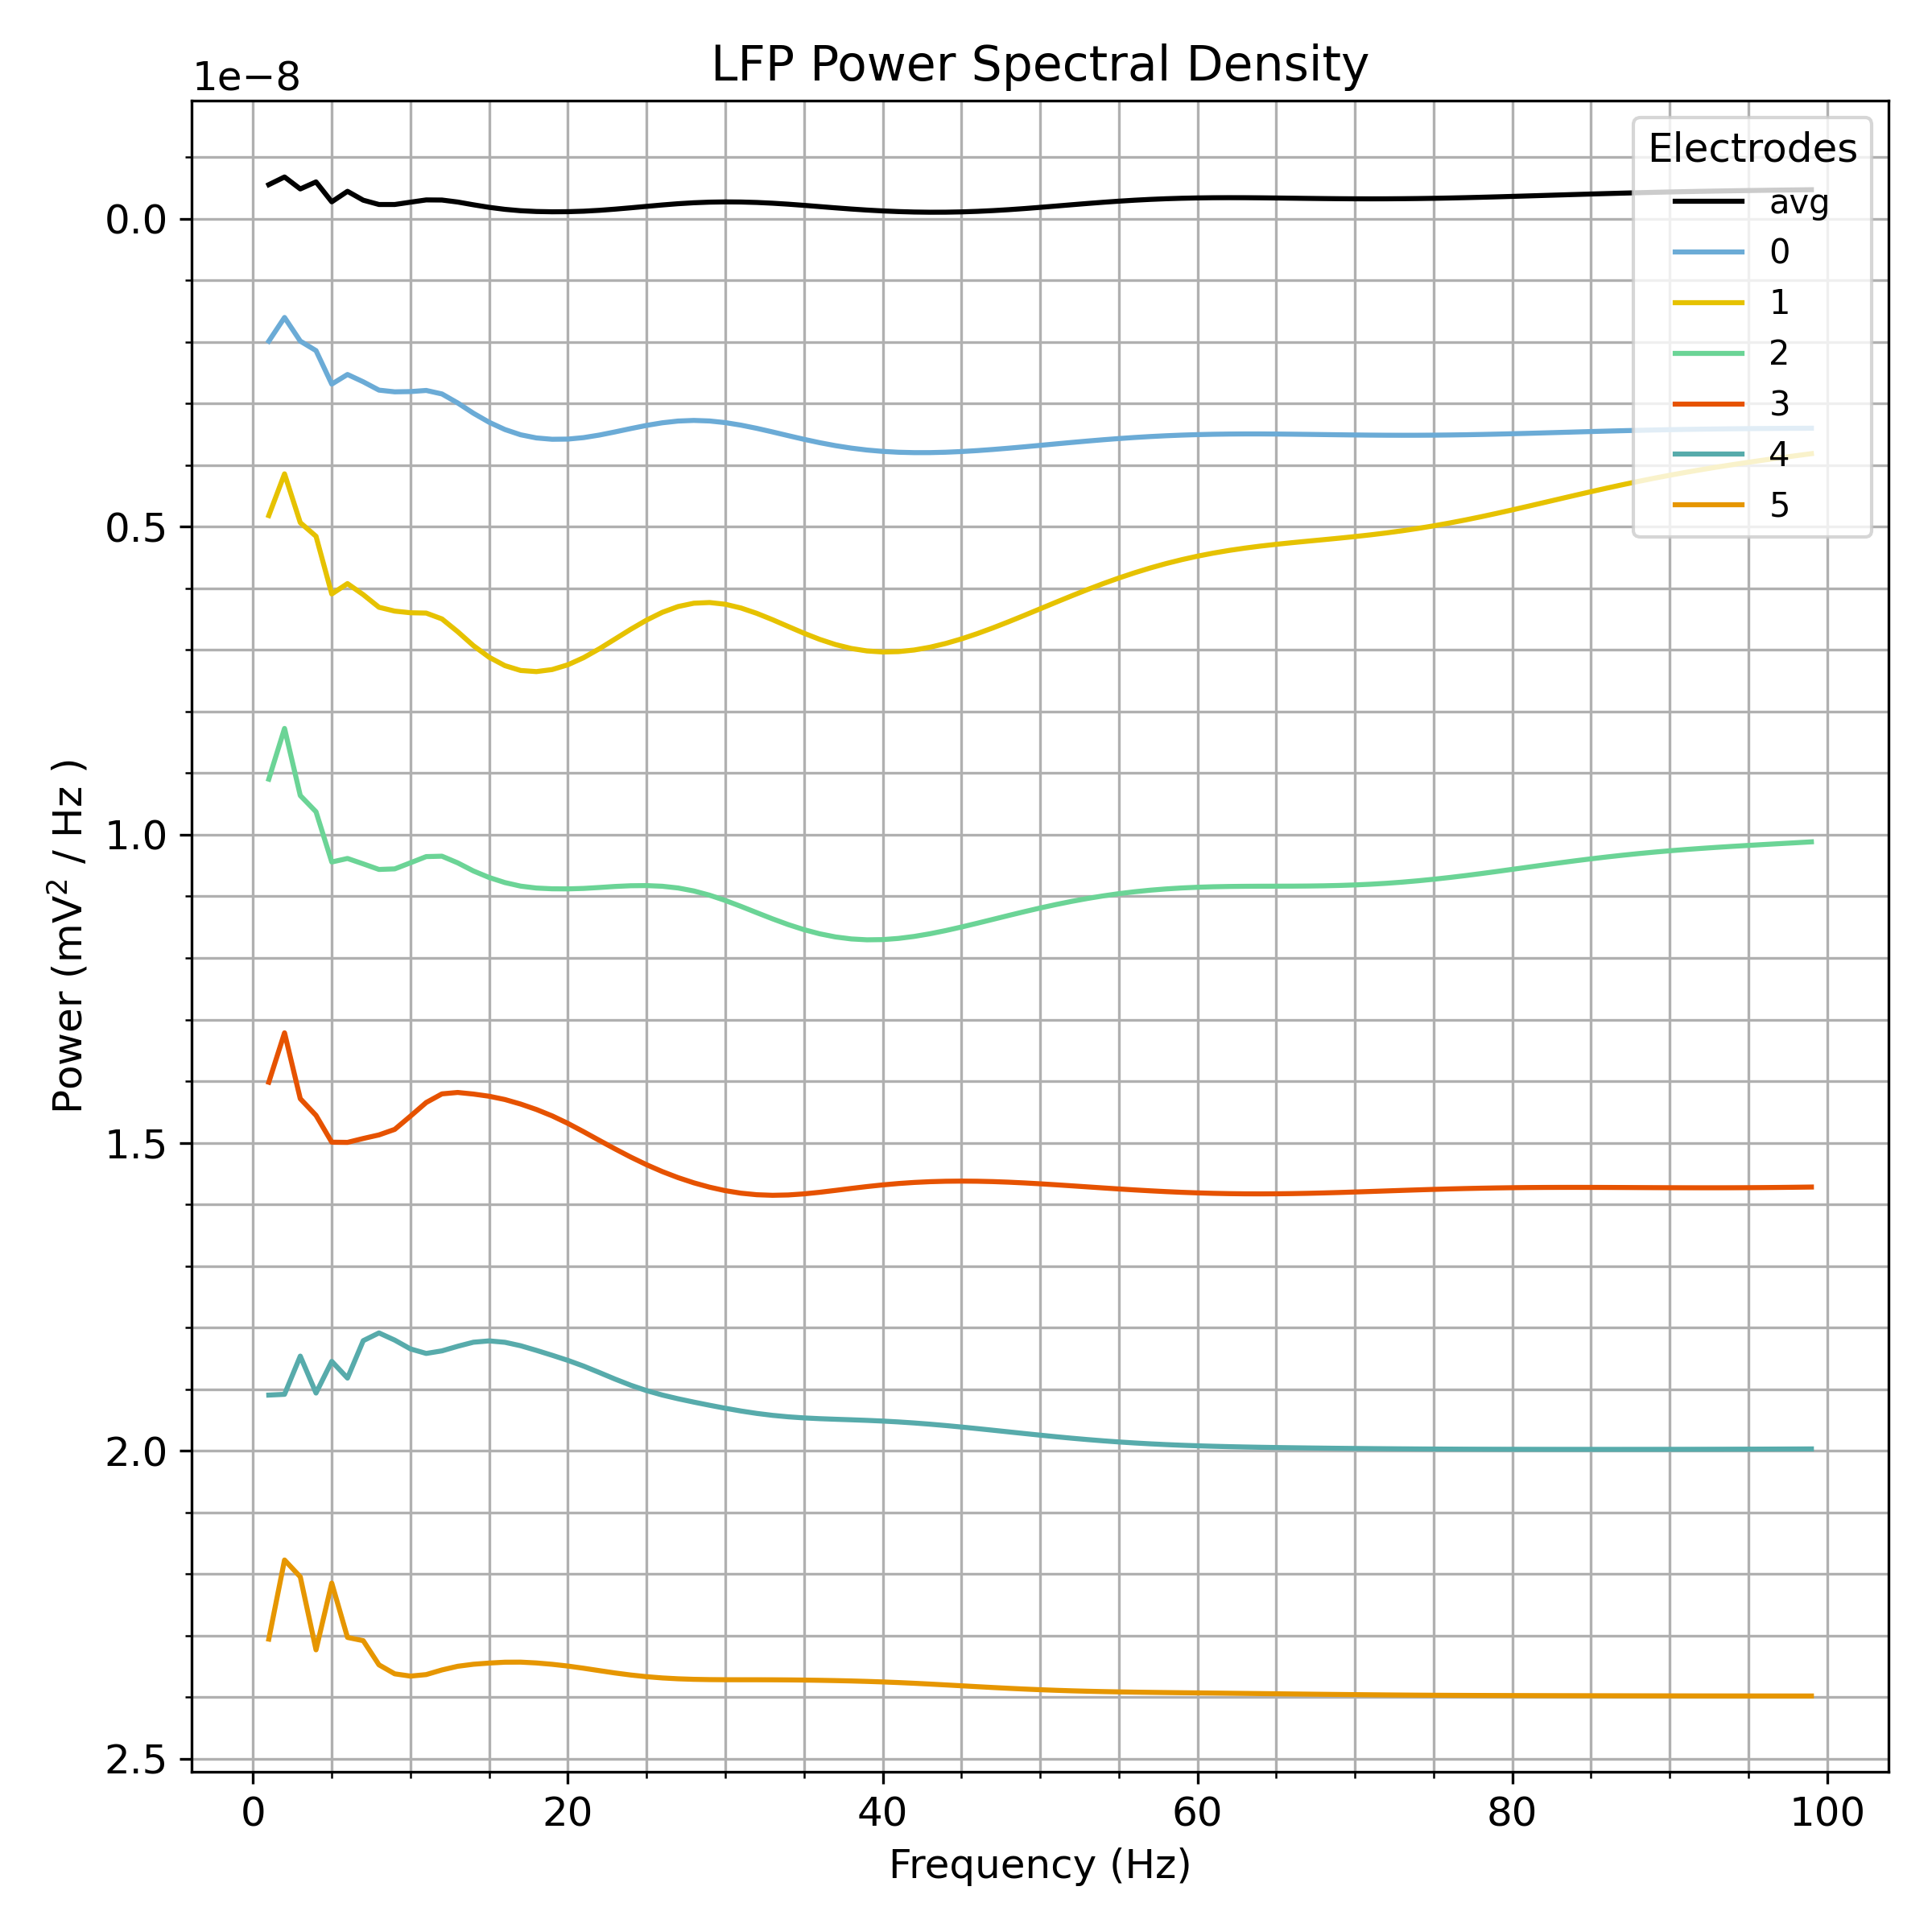 LFP Power Spectral Density
1e−8
0.0
0.5
1.0
1.5
2.0
2.5
Power (mV² / Hz )
0 20 40 60 80 100
Frequency (Hz)
Electrodes
avg
0
1
2
3
4
5